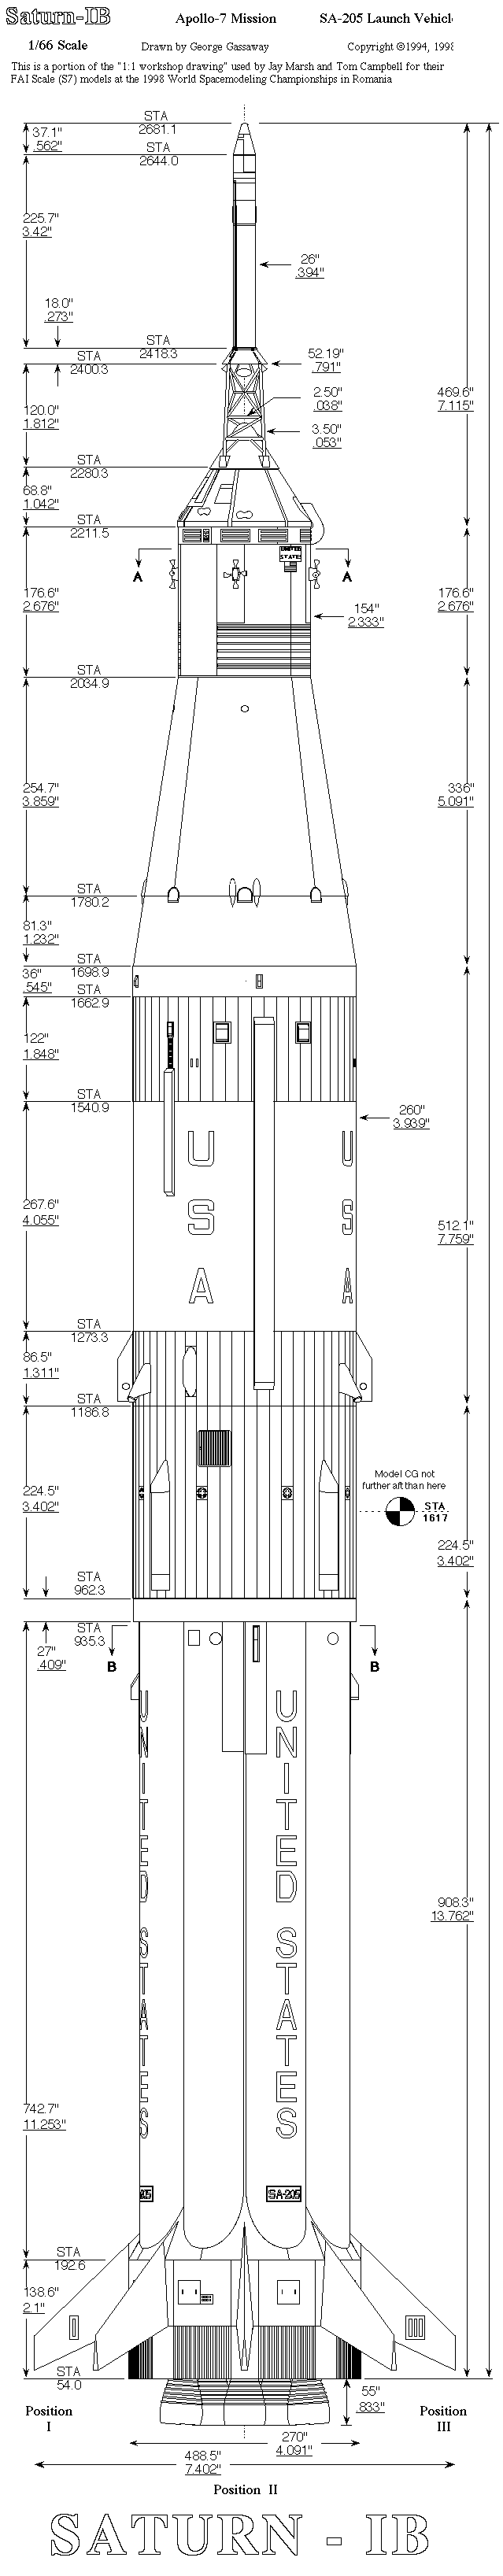 Saturn-IB Apollo-7 Mission SA-205 Launch Vehicle
1/66 Scale Drawn by George Gassaway Copyright ©1994, 1998
This is a portion of the "1:1 workshop drawing" used by Jay Marsh and Tom Campbell for their
FAI Scale (S7) models at the 1998 World Spacemodeling Championships in Romania
STA
2681.1
37.1"
.562"
STA
2644.0
225.7"
3.42"
26"
.394"
18.0"
.273"
STA
2418.3
STA
2400.3
52.19"
.791"
2.50"
.038"
469.6"
7.115"
120.0"
1.812"
3.50"
.053"
STA
2280.3
68.8"
1.042"
STA
2211.5
UNITED
STATES
A A
176.6"
2.676"
154"
2.333"
176.6"
2.676"
STA
2034.9
254.7"
3.859"
336"
5.091"
STA
1780.2
81.3"
1.232"
STA
1698.9
36"
.545"
STA
1662.9
122"
1.848"
STA
1540.9
260"
3.939"
USA USA
267.6"
4.055"
512.1"
7.759"
STA
1273.3
86.5"
1.311"
STA
1186.8
Model CG not
further aft than here
STA
1617
224.5"
3.402"
224.5"
3.402"
STA
962.3
STA
935.3
27"
.409"
B B
UNITED STATES UNITED STATES
908.3"
13.762"
742.7"
11.253"
05 SA-205
STA
192.6
138.6"
2.1"
STA
54.0
55"
.833"
Position
I
Position
III
270"
4.091"
488.5"
7.402"
Position II
SATURN - IB